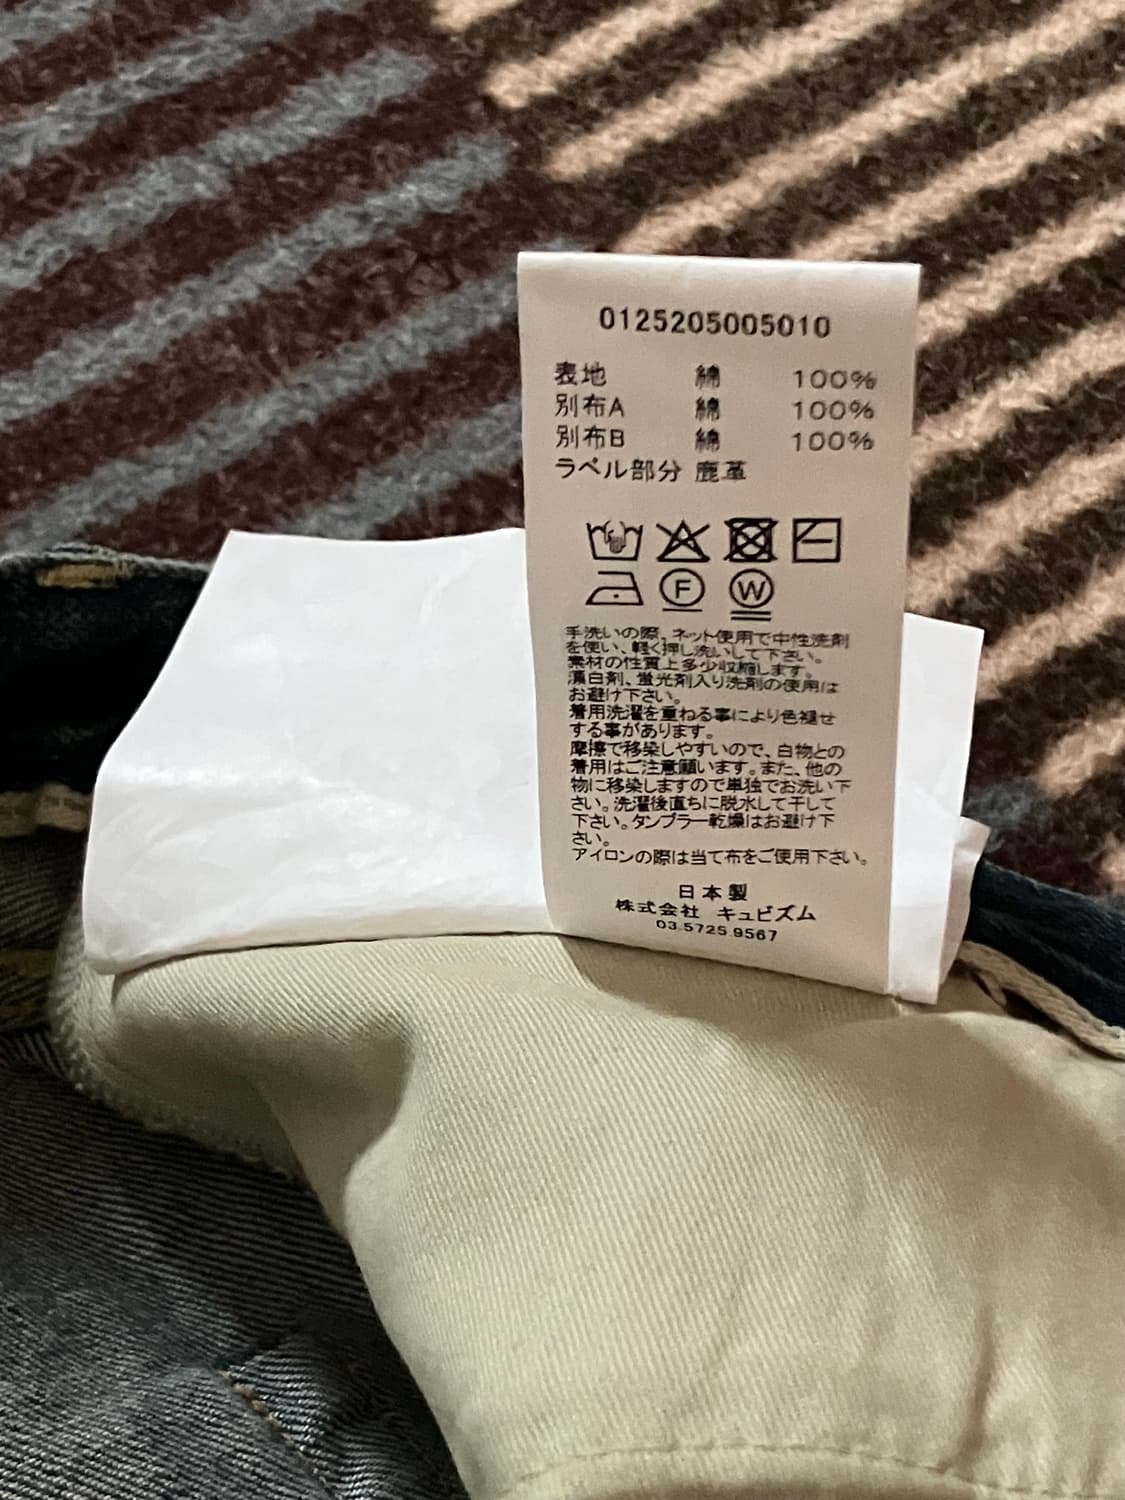 0125205005010
表地 綿 100%
別布A 綿 100%
別布B 綿 100%
ラベル部分 鹿革
F W
手洗いの際、ネット使用で中性洗剤
を使い、軽く押し洗いして下さい。
素材の性質上多少収縮します。
漂白剤、蛍光剤入り洗剤の使用は
お避け下さい。
着用洗濯を重ねる事により色褪せ
する事があります。
摩擦で移染しやすいので、白物との
着用はご注意願います。また、他の
物に移染しますので単独でお洗い下
さい。洗濯後直ちに脱水して干して
下さい。タンブラー乾燥はお避け下
さい。
アイロンの際は当て布をご使用下さい。
日本製
株式会社 キュビズム
03.5725.9567